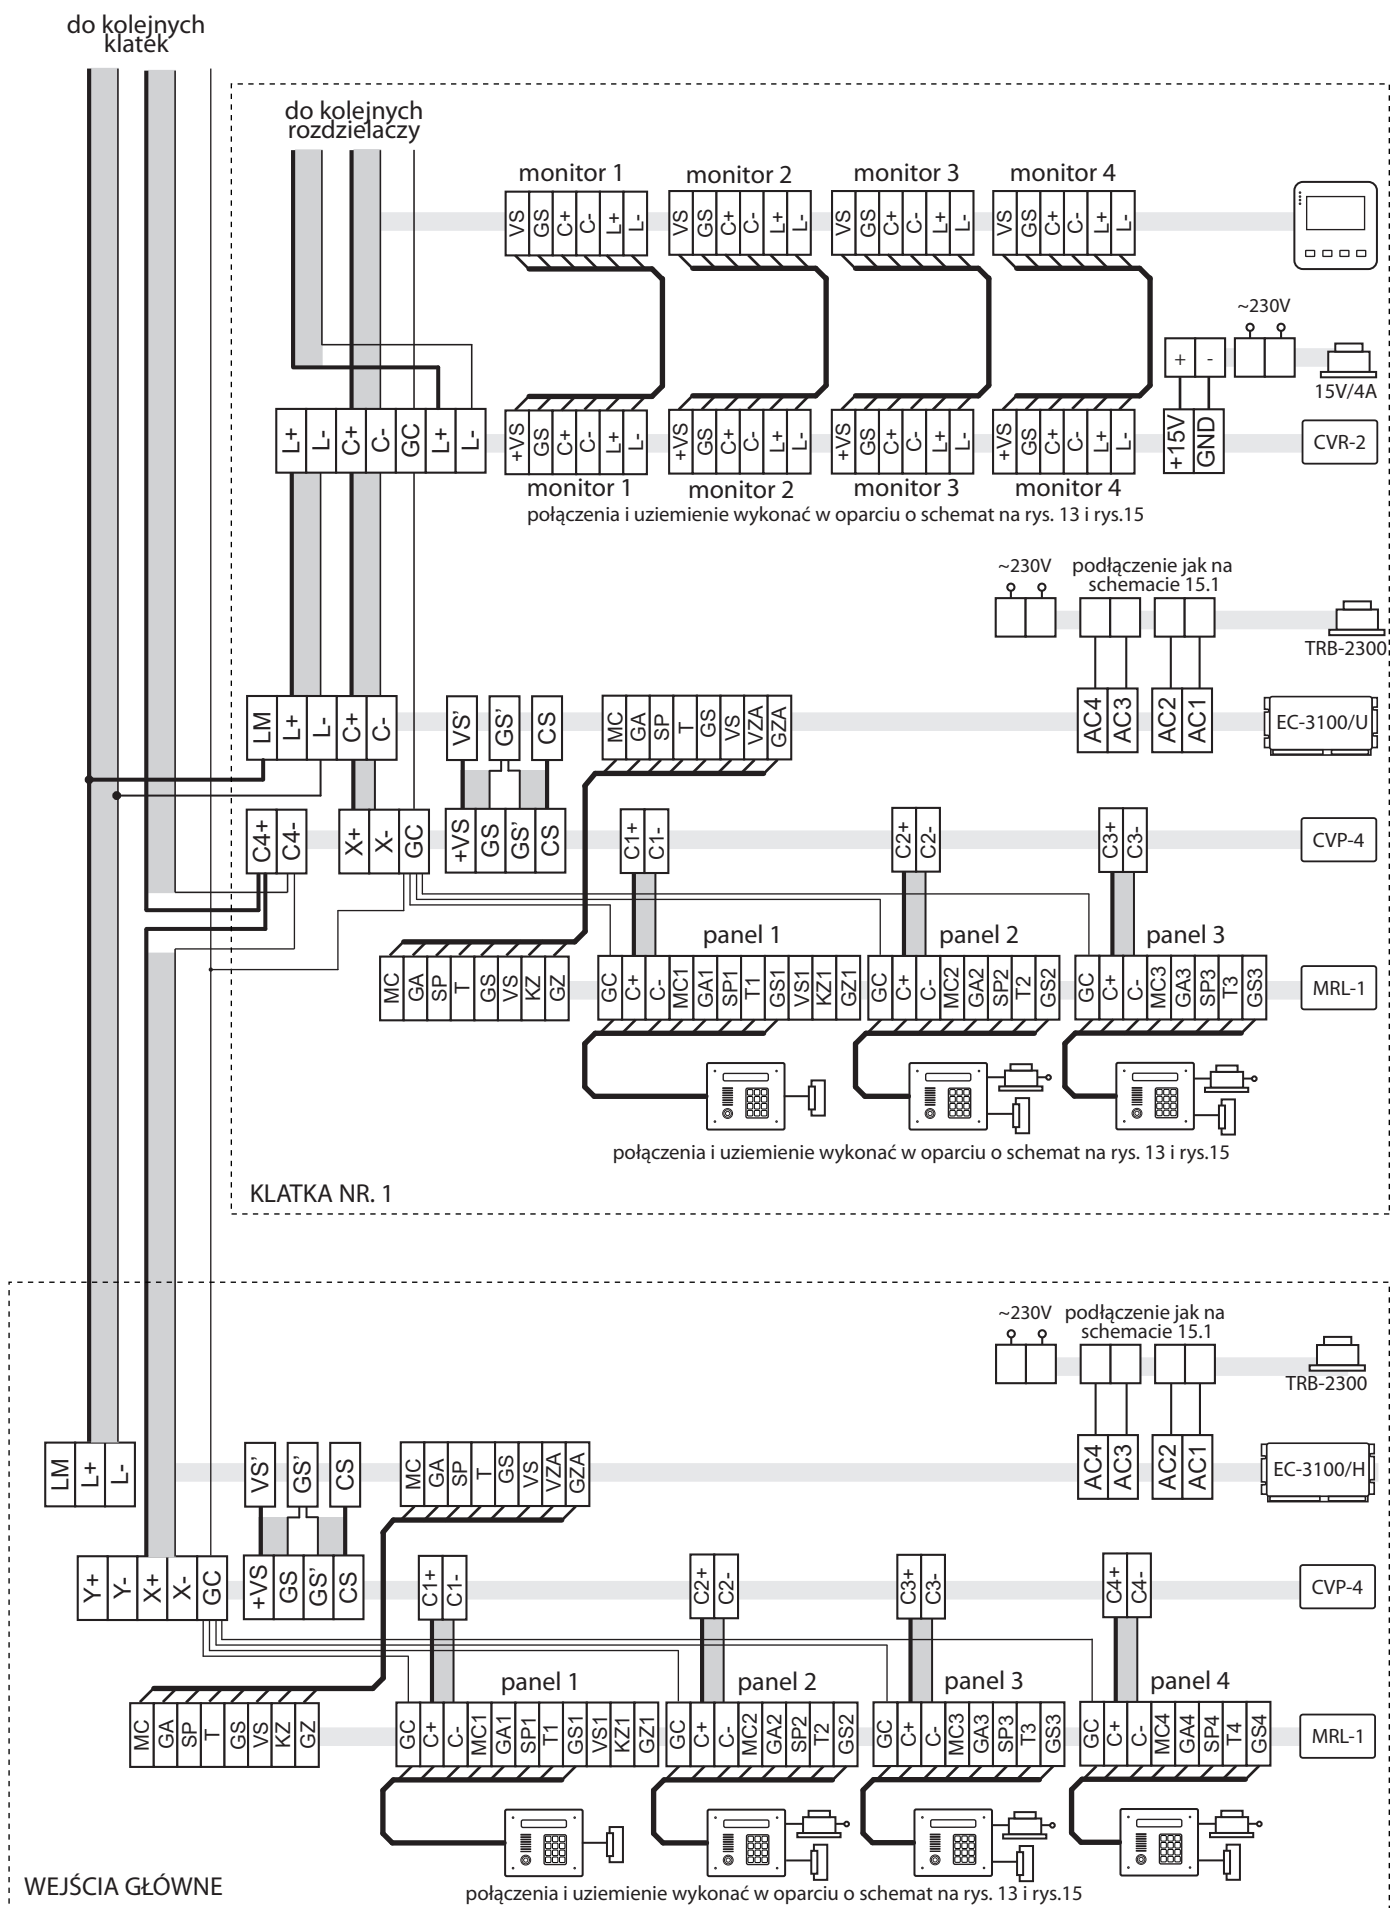 do kolejnych
klatek
do kolejnych
rozdzielaczy
monitor 1 monitor 2 monitor 3 monitor 4
VS GS C+ C- L+ L- VS GS C+ C- L+ L- VS GS C+ C- L+ L- VS GS C+ C- L+ L-
~230V
+ -
15V/4A
L+ L- C+ C- GC L+ L- +VS GS C+ C- L+ L- +VS GS C+ C- L+ L- +VS GS C+ C- L+ L- +VS GS C+ C- L+ L- +15V GND CVR-2
monitor 1 monitor 2 monitor 3 monitor 4
połączenia i uziemienie wykonać w oparciu o schemat na rys. 13 i rys.15
~230V podłączenie jak na
schemacie 15.1
TRB-2300
LM L+ L- C+ C- VS' GS' CS MC GA SP T GS VS VZA GZA AC4 AC3 AC2 AC1 EC-3100/U
C4+ C4- X+ X- GC +VS GS GS' CS C1+ C1- C2+ C2- C3+ C3- CVP-4
panel 1 panel 2 panel 3
MC GA SP T GS VS KZ GZ GC C+ C- MC1 GA1 SP1 T1 GS1 VS1 KZ1 GZ1 GC C+ C- MC2 GA2 SP2 T2 GS2 GC C+ C- MC3 GA3 SP3 T3 GS3 MRL-1
połączenia i uziemienie wykonać w oparciu o schemat na rys. 13 i rys.15
KLATKA NR. 1
~230V podłączenie jak na
schemacie 15.1
TRB-2300
LM L+ L- VS' GS' CS MC GA SP T GS VS VZA GZA AC4 AC3 AC2 AC1 EC-3100/H
Y+ Y- X+ X- GC +VS GS GS' CS C1+ C1- C2+ C2- C3+ C3- C4+ C4- CVP-4
panel 1 panel 2 panel 3 panel 4
MC GA SP T GS VS KZ GZ GC C+ C- MC1 GA1 SP1 T1 GS1 VS1 KZ1 GZ1 GC C+ C- MC2 GA2 SP2 T2 GS2 GC C+ C- MC3 GA3 SP3 T3 GS3 GC C+ C- MC4 GA4 SP4 T4 GS4 MRL-1
WEJŚCIA GŁÓWNE
połączenia i uziemienie wykonać w oparciu o schemat na rys. 13 i rys.15